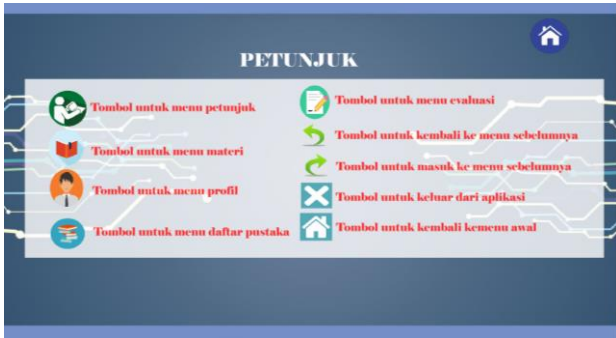 PETUNJUK
Tombol untuk menu petunjuk
Tombol untuk menu materi
Tombol untuk menu profil
Tombol untuk menu daftar pustaka
Tombol untuk menu evaluasi
Tombol untuk kembali ke menu sebelumnya
Tombol untuk masuk ke menu sebelumnya
Tombol untuk keluar dari aplikasi
Tombol untuk kembali kemenu awal